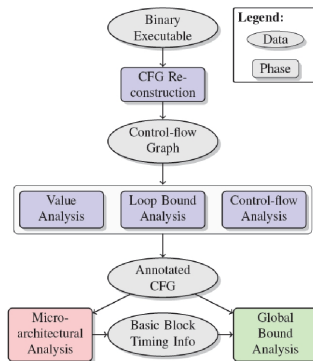 Binary
Executable
Legend:
Data
Phase
CFG Re-
construction
Control-flow
Graph
Value
Analysis
Loop Bound
Analysis
Control-flow
Analysis
Annotated
CFG
Micro-
architectural
Analysis
Basic Block
Timing Info
Global
Bound
Analysis